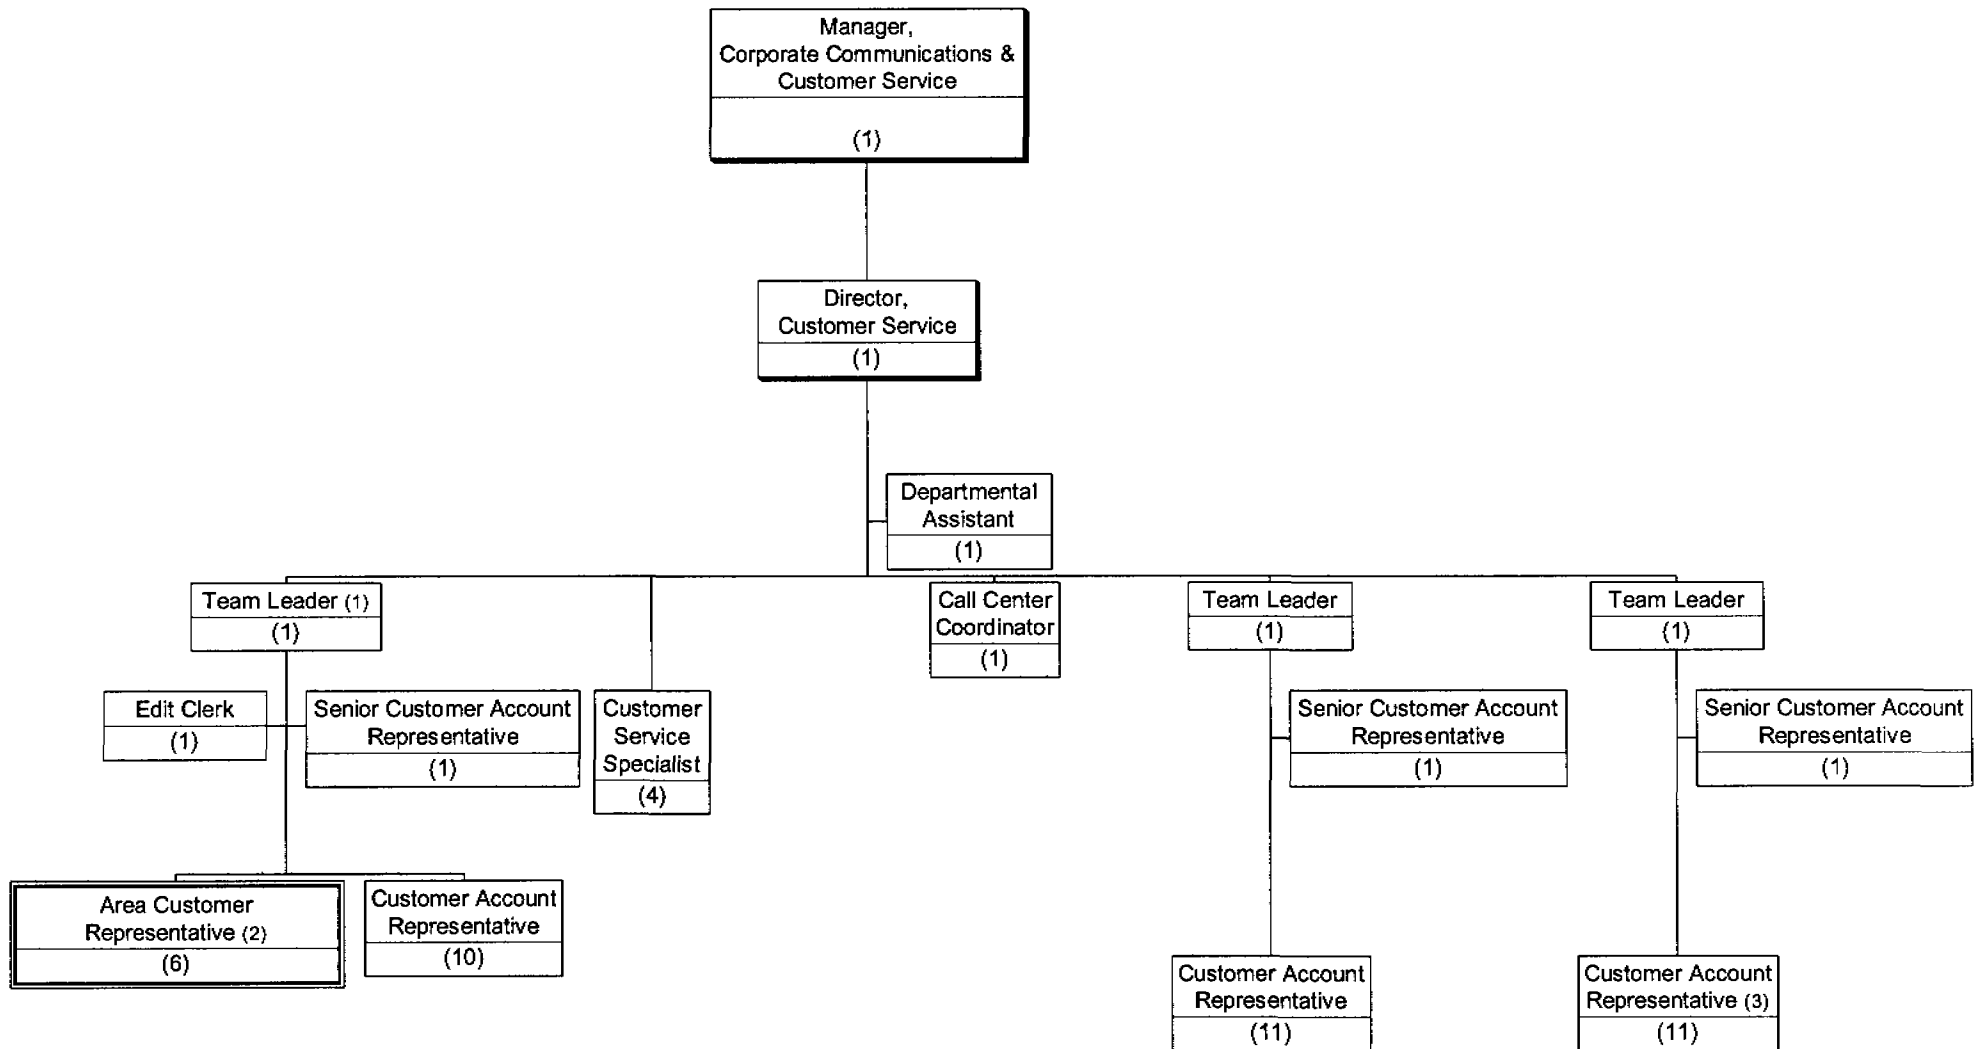 Manager,
Corporate Communications &
Customer Service
(1)
Director,
Customer Service
(1)
Departmental
Assistant
(1)
Team Leader (1)
(1)
Call Center
Coordinator
(1)
Team Leader
(1)
Team Leader
(1)
Edit Clerk
(1)
Senior Customer Account
Representative
(1)
Customer
Service
Specialist
(4)
Senior Customer Account
Representative
(1)
Senior Customer Account
Representative
(1)
Area Customer
Representative (2)
(6)
Customer Account
Representative
(10)
Customer Account
Representative
(11)
Customer Account
Representative (3)
(11)